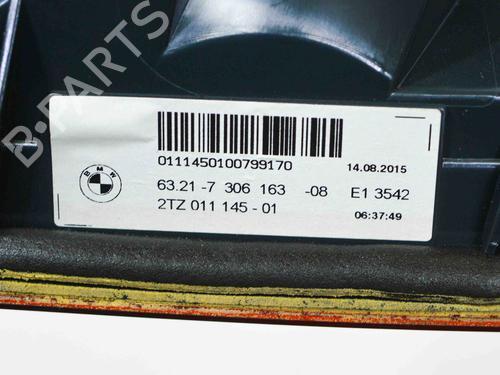 B-PARTS
0111450100799170
14.08.2015
BMW
63.21-7 306 163 -08 E1 3542
2TZ 011 145 - 01
06:37:49